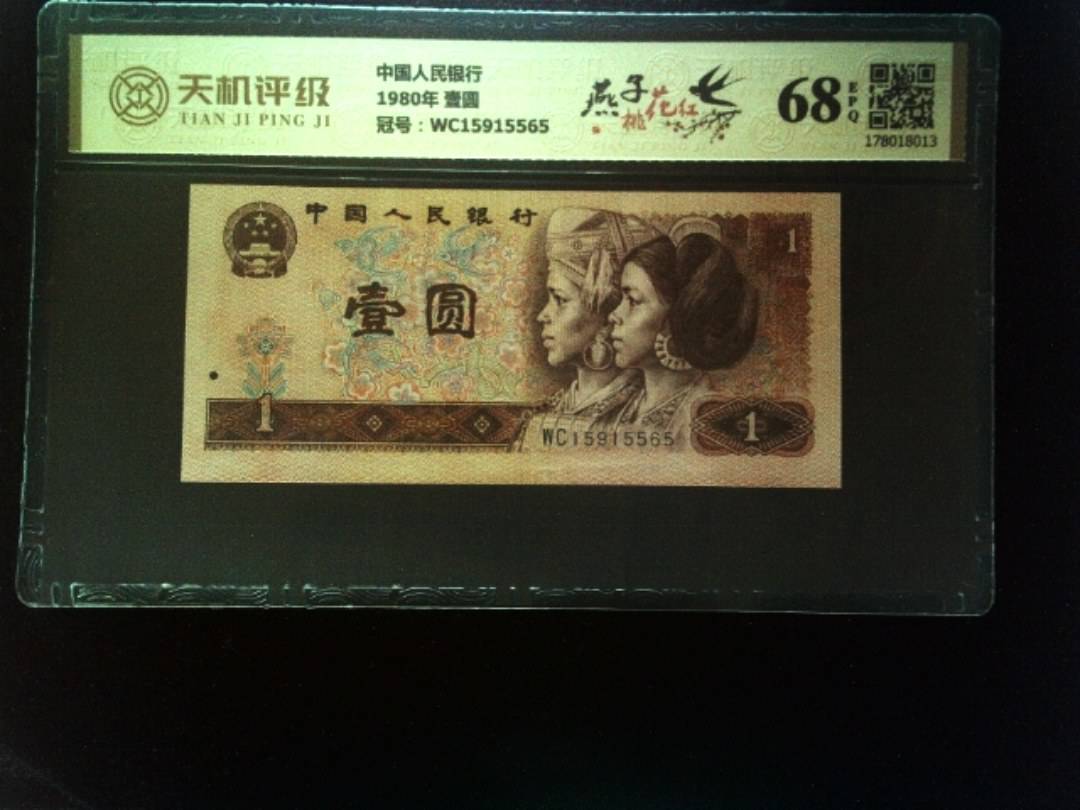 天机评级
TIAN JI PING JI
中国人民银行
1980年 壹圆
冠号：WC15915565
燕子
桃花红
68
EPQ
178018013
中国人民银行
1
壹圆
1
WC15915565
1